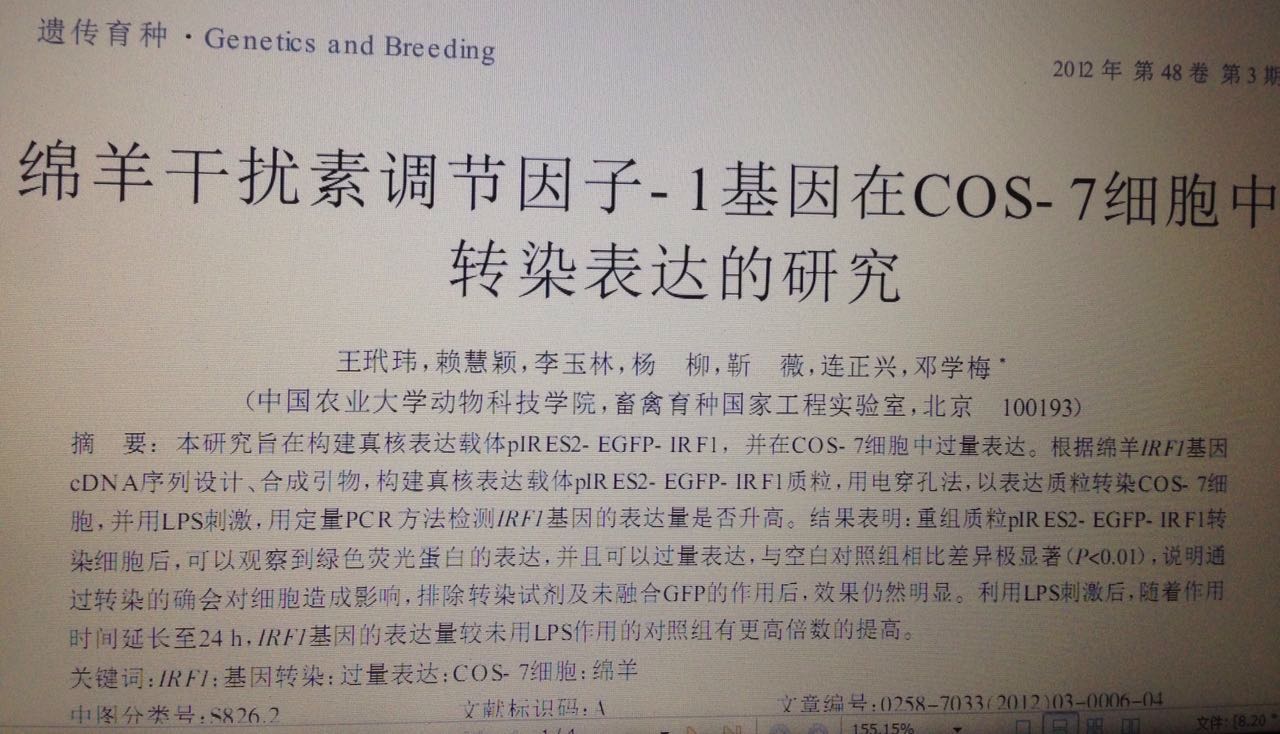 遗传育种·Genetics and Breeding
2012年 第48卷 第3期
绵羊干扰素调节因子-1基因在COS-7细胞中
转染表达的研究
王玳玮,赖慧颖,李玉林,杨 柳,靳 薇,连正兴,邓学梅*
(中国农业大学动物科技学院,畜禽育种国家工程实验室,北京 100193)
摘 要: 本研究旨在构建真核表达载体pIRES2-EGFP-IRF1, 并在COS-7细胞中过量表达。根据绵羊IRF1基因
cDNA序列设计、合成引物,构建真核表达载体pIRES2-EGFP-IRF1质粒,用电穿孔法,以表达质粒转染COS-7细
胞,并用LPS刺激,用定量PCR方法检测IRF1基因的表达量是否升高。结果表明:重组质粒pIRES2-EGFP-IRF1转
染细胞后,可以观察到绿色荧光蛋白的表达,并且可以过量表达,与空白对照组相比差异极显著(P<0.01),说明通
过转染的确会对细胞造成影响,排除转染试剂及未融合GFP的作用后,效果仍然明显。利用LPS刺激后,随着作用
时间延长至24 h,IRF1基因的表达量较未用LPS作用的对照组有更高倍数的提高。
关键词:IRF1;基因转染;过量表达;COS-7细胞;绵羊
中图分类号:S826.2 文献标识码:A 文章编号:0258-7033(2012)03-0006-04
1/4 155.15% 文件: [8.20